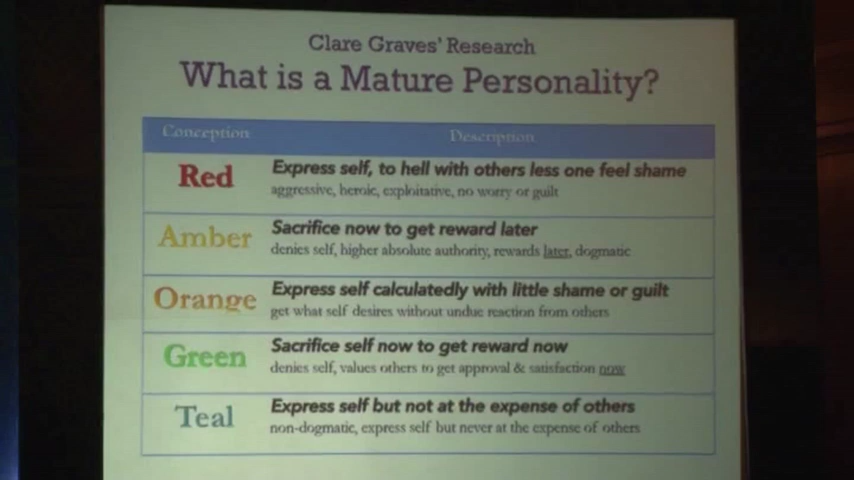 Clare Graves' Research
What is a Mature Personality?
Conception Description
Red Express self, to hell with others less one feel shame
aggressive, heroic, exploitative, no worry or guilt
Amber Sacrifice now to get reward later
denies self, higher absolute authority, rewards later, dogmatic
Orange Express self calculatedly with little shame or guilt
get what self desires without undue reaction from others
Green Sacrifice self now to get reward now
denies self, values others to get approval & satisfaction now
Teal Express self but not at the expense of others
non-dogmatic, express self but never at the expense of others